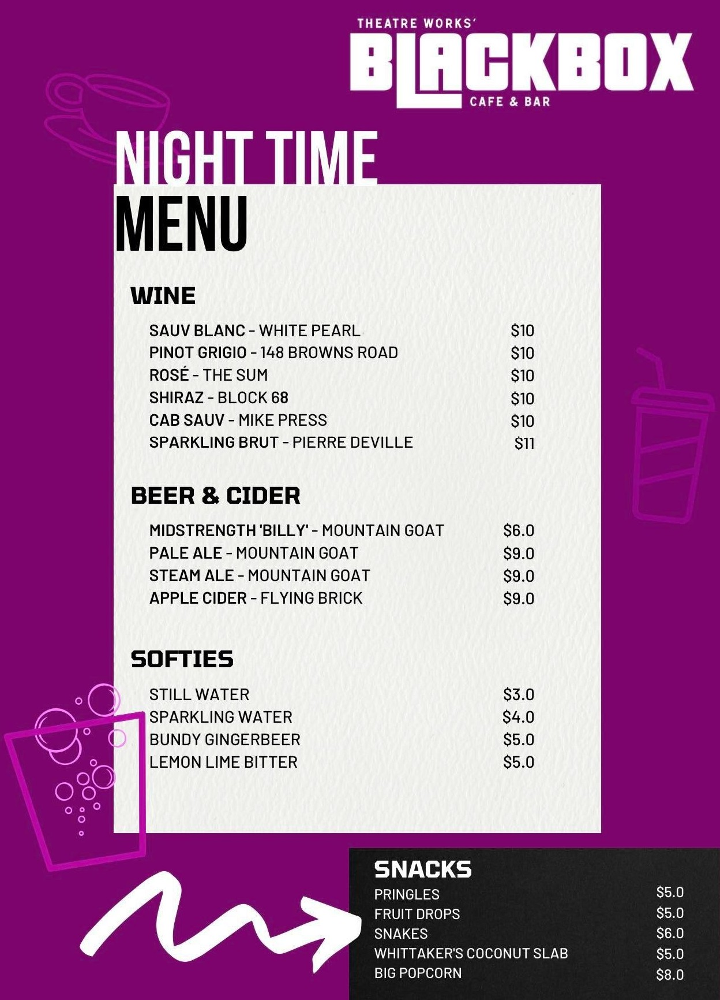 THEATRE WORKS'
BLACKBOX
CAFE & BAR
NIGHT TIME
MENU
WINE
SAUV BLANC - WHITE PEARL $10
PINOT GRIGIO - 148 BROWNS ROAD $10
ROSÉ - THE SUM $10
SHIRAZ - BLOCK 68 $10
CAB SAUV - MIKE PRESS $10
SPARKLING BRUT - PIERRE DEVILLE $11
BEER & CIDER
MIDSTRENGTH 'BILLY' - MOUNTAIN GOAT $6.0
PALE ALE - MOUNTAIN GOAT $9.0
STEAM ALE - MOUNTAIN GOAT $9.0
APPLE CIDER - FLYING BRICK $9.0
SOFTIES
STILL WATER $3.0
SPARKLING WATER $4.0
BUNDY GINGERBEER $5.0
LEMON LIME BITTER $5.0
SNACKS
PRINGLES $5.0
FRUIT DROPS $5.0
SNAKES $6.0
WHITTAKER'S COCONUT SLAB $5.0
BIG POPCORN $8.0